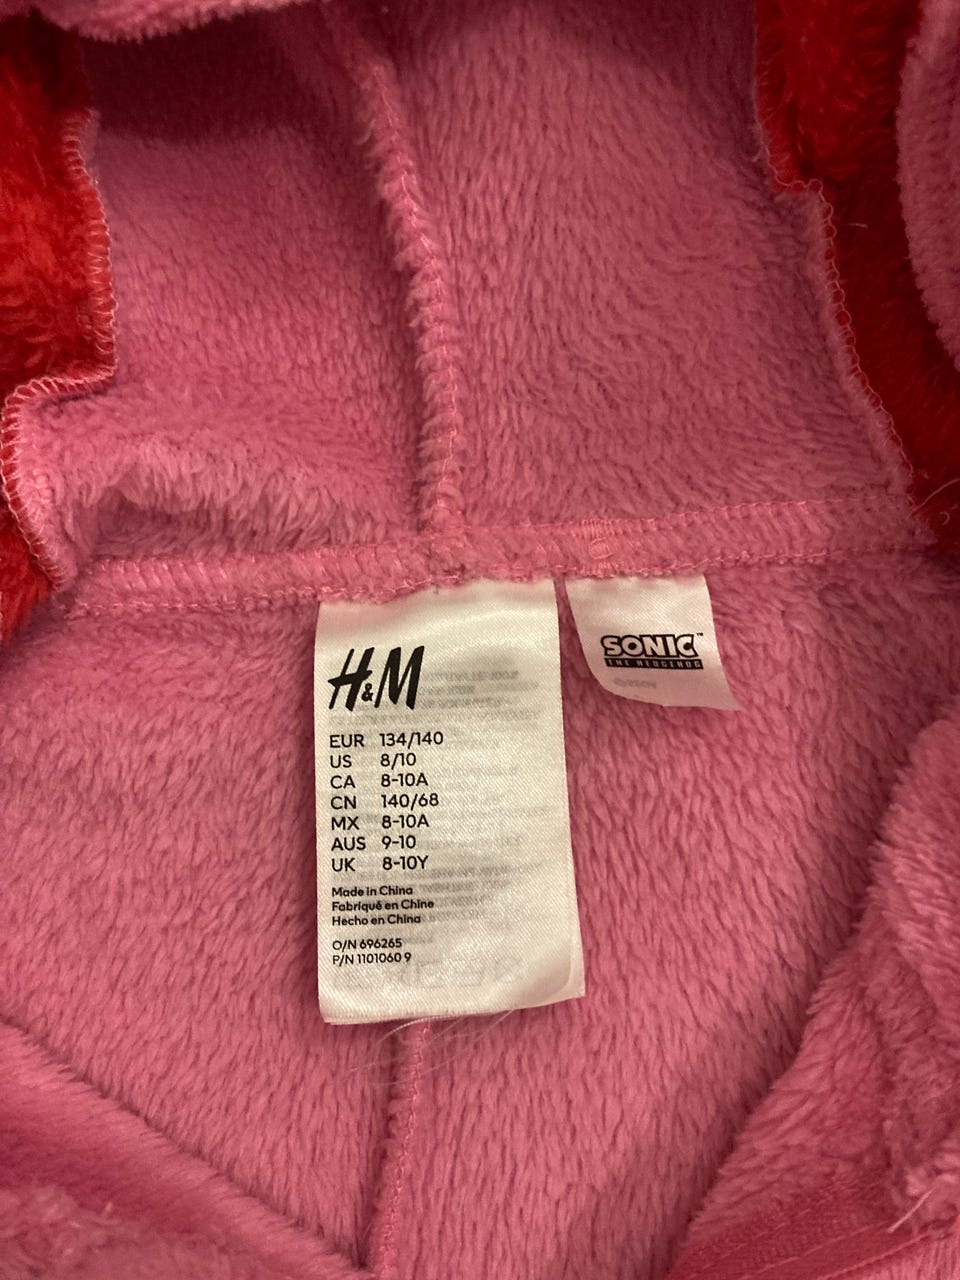 H&M
EUR 134/140
US 8/10
CA 8-10A
CN 140/68
MX 8-10A
AUS 9-10
UK 8-10Y
Made in China
Fabriqué en Chine
Hecho en China
O/N 696265
P/N 1101060 9
SONIC™
THE HEDGEHOG